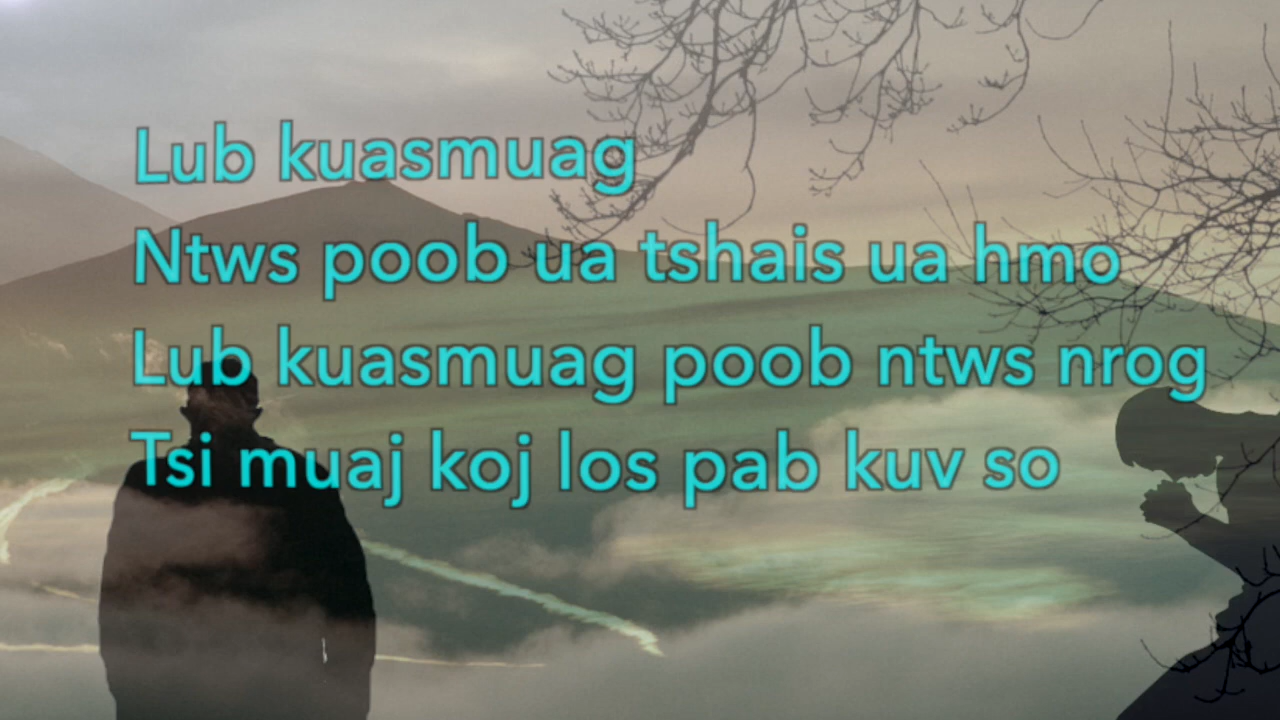 Lub kuasmuag
Ntws poob ua tshais ua hmo
Lub kuasmuag poob ntws nrog
Tsi muaj koj los pab kuv so